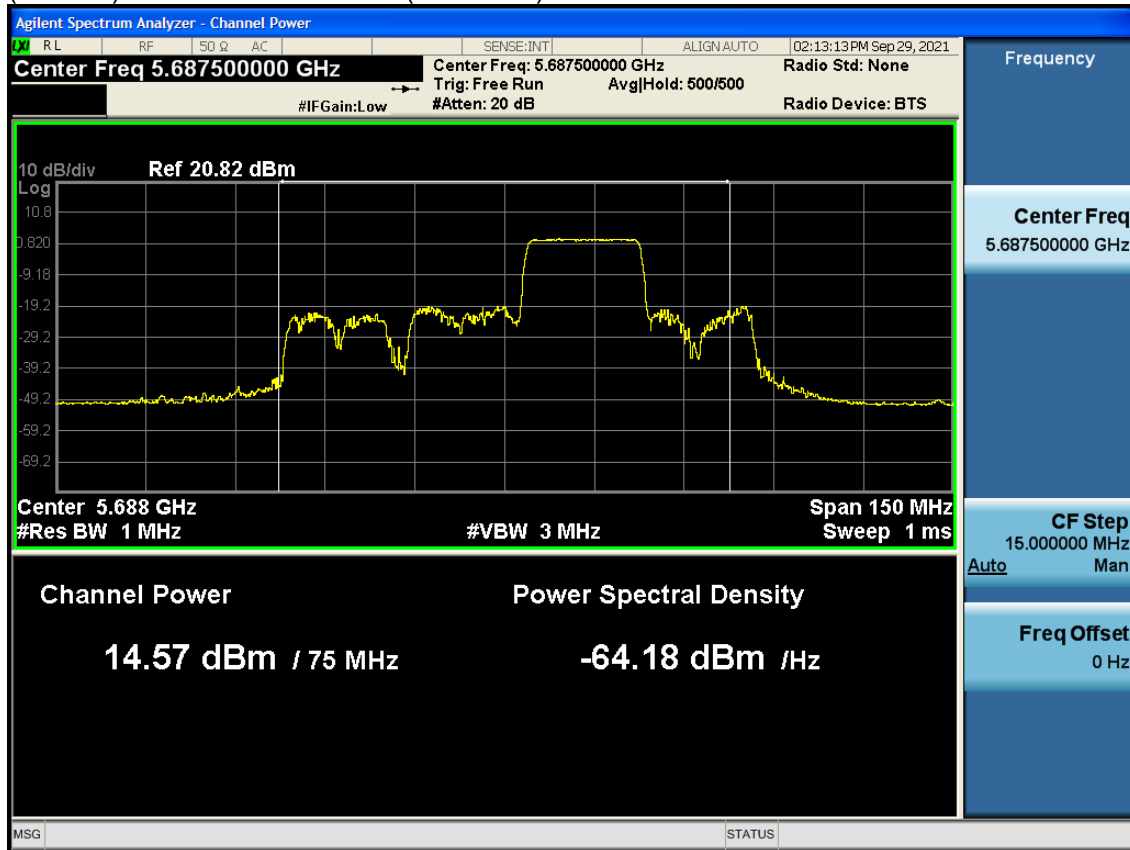 Agilent Spectrum Analyzer - Channel Power
LXI RL RF 50 Ω AC SENSE:INT ALIGN AUTO 02:13:13 PM Sep 29, 2021
Center Freq 5.687500000 GHz
Center Freq: 5.687500000 GHz Radio Std: None
Trig: Free Run Avg|Hold: 500/500
#IFGain:Low #Atten: 20 dB Radio Device: BTS
10 dB/div Ref 20.82 dBm
Log
10.8
0.820
-9.18
-19.2
-29.2
-39.2
-49.2
-59.2
-69.2
Center 5.688 GHz Span 150 MHz
#Res BW 1 MHz #VBW 3 MHz Sweep 1 ms
Channel Power Power Spectral Density
14.57 dBm / 75 MHz -64.18 dBm /Hz
MSG STATUS
Frequency
Center Freq
5.687500000 GHz
CF Step
15.000000 MHz
Auto Man
Freq Offset
0 Hz